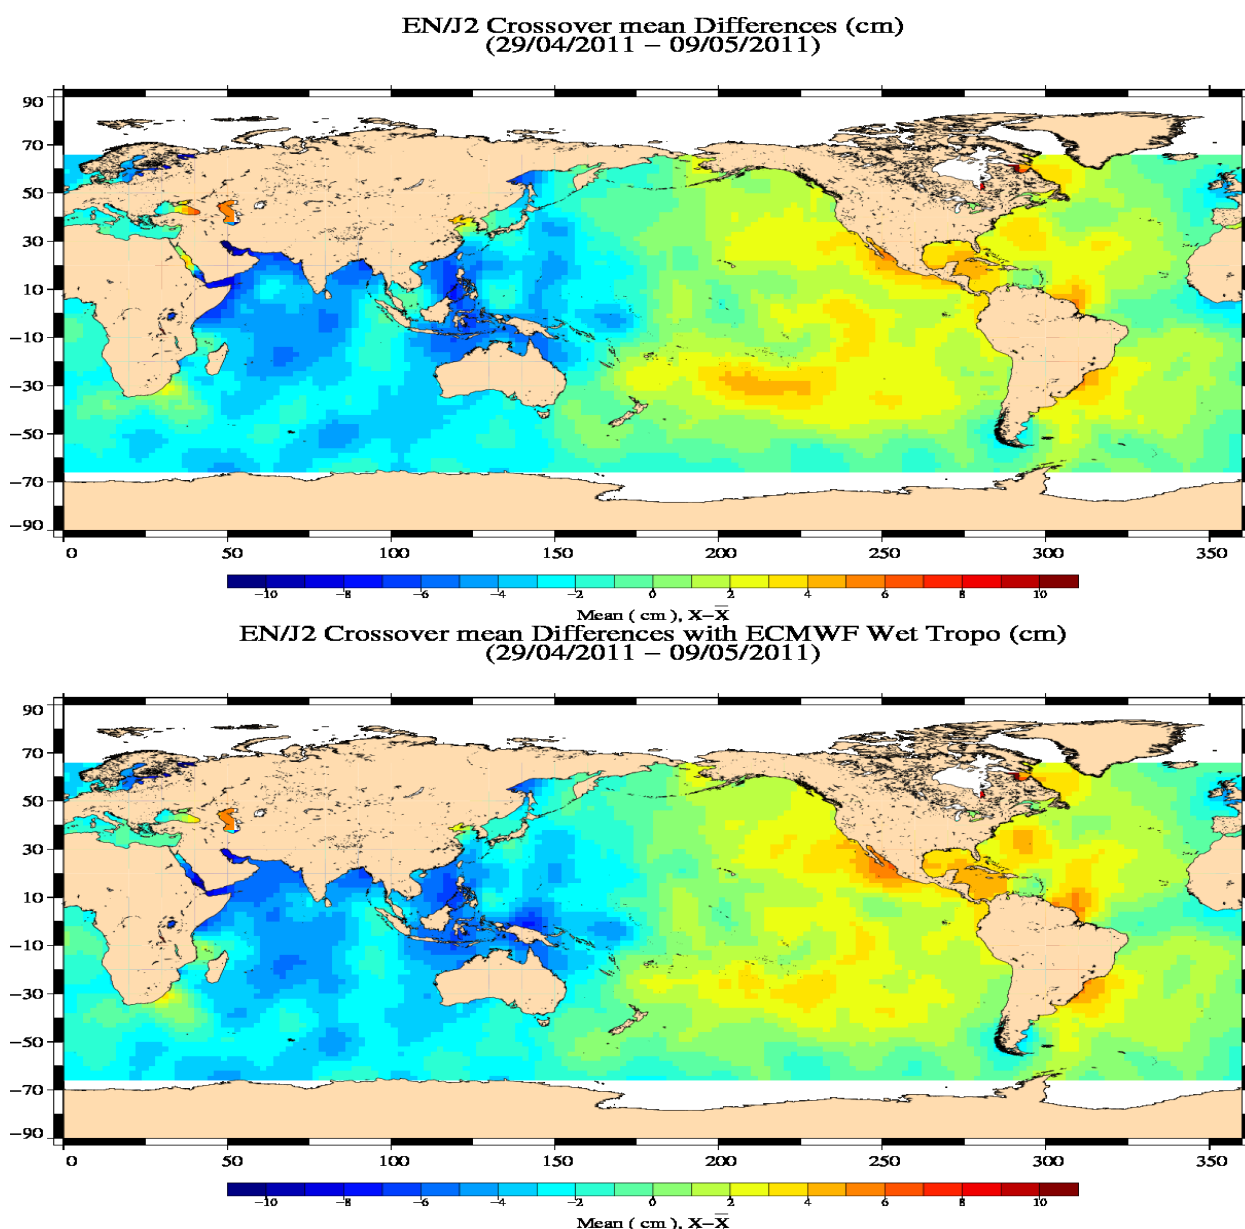 EN/J2 Crossover mean Differences (cm)
(29/04/2011 − 09/05/2011)
90
70
50
30
10
−10
−30
−50
−70
−90
0 50 100 150 200 250 300 350
−10 −8 −6 −4 −2 0 2 4 6 8 10
Mean ( cm ), X−X̅
EN/J2 Crossover mean Differences with ECMWF Wet Tropo (cm)
(29/04/2011 − 09/05/2011)
90
70
50
30
10
−10
−30
−50
−70
−90
0 50 100 150 200 250 300 350
−10 −8 −6 −4 −2 0 2 4 6 8 10
Mean ( cm ), X−X̅